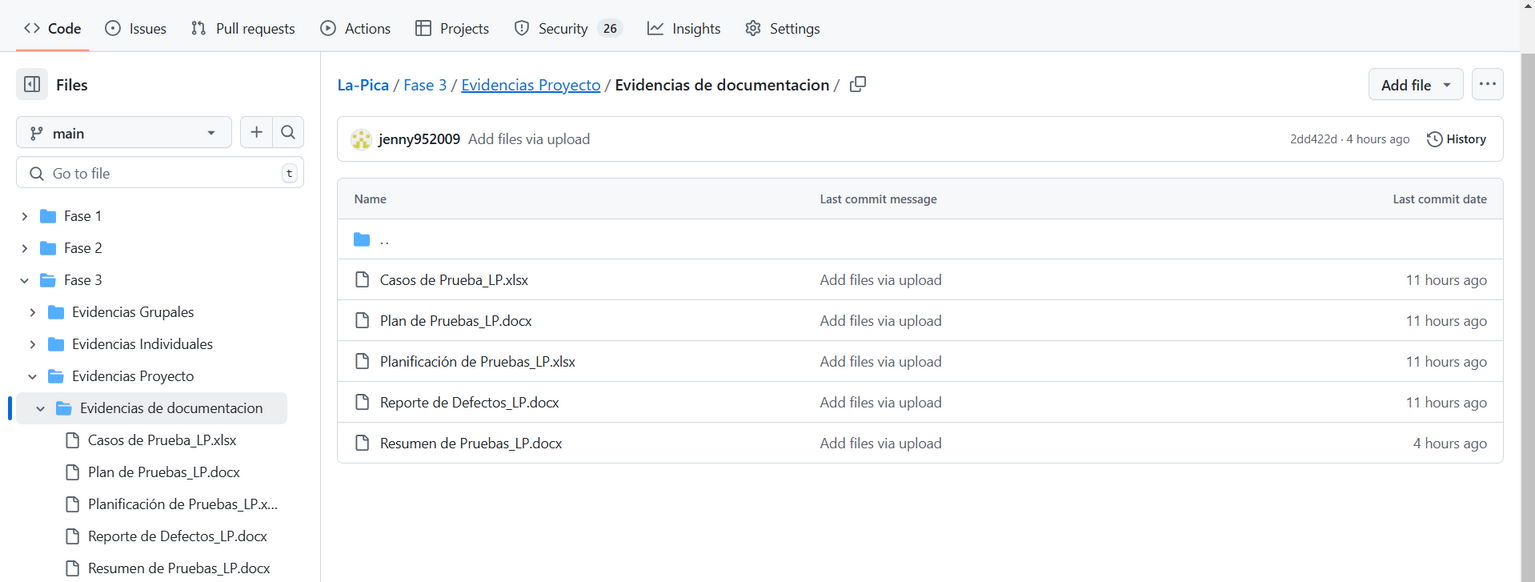 Code Issues Pull requests Actions Projects Security 26 Insights Settings
Files
main
Go to file t
Fase 1
Fase 2
Fase 3
Evidencias Grupales
Evidencias Individuales
Evidencias Proyecto
Evidencias de documentacion
Casos de Prueba_LP.xlsx
Plan de Pruebas_LP.docx
Planificación de Pruebas_LP.x...
Reporte de Defectos_LP.docx
Resumen de Pruebas_LP.docx
La-Pica / Fase 3 / Evidencias Proyecto / Evidencias de documentacion /
Add file ...
jenny952009 Add files via upload 2dd422d · 4 hours ago History
Name Last commit message Last commit date
..
Casos de Prueba_LP.xlsx Add files via upload 11 hours ago
Plan de Pruebas_LP.docx Add files via upload 11 hours ago
Planificación de Pruebas_LP.xlsx Add files via upload 11 hours ago
Reporte de Defectos_LP.docx Add files via upload 11 hours ago
Resumen de Pruebas_LP.docx Add files via upload 4 hours ago